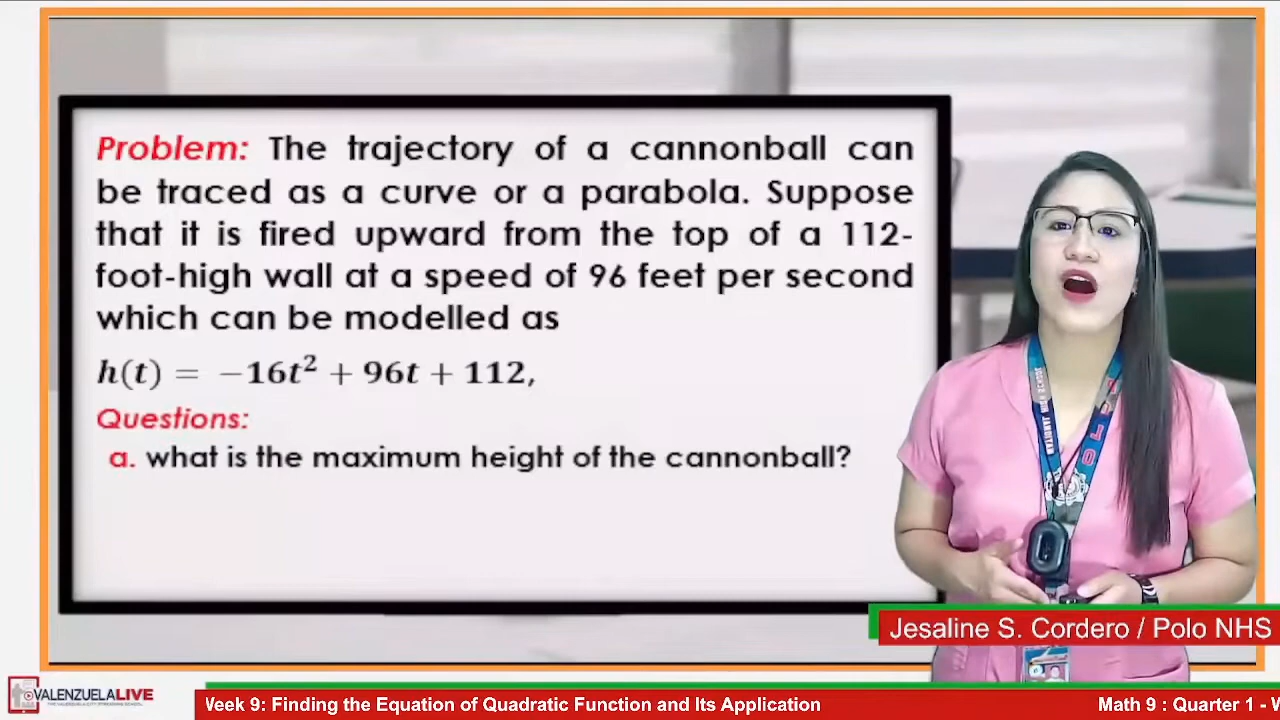 Problem: The trajectory of a cannonball can
be traced as a curve or a parabola. Suppose
that it is fired upward from the top of a 112-
foot-high wall at a speed of 96 feet per second
which can be modelled as
h(t) = −16t² + 96t + 112,
Questions:
a. what is the maximum height of the cannonball?
Jesaline S. Cordero / Polo NHS
VALENZUELALIVE
Veek 9: Finding the Equation of Quadratic Function and Its Application
Math 9 : Quarter 1 - W